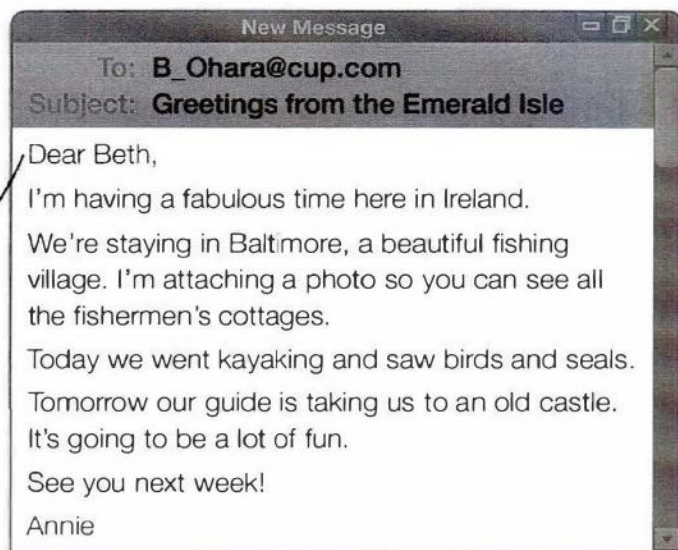 New Message
To: B_Ohara@cup.com
Subject: Greetings from the Emerald Isle
Dear Beth,
I'm having a fabulous time here in Ireland.
We're staying in Baltimore, a beautiful fishing
village. I'm attaching a photo so you can see all
the fishermen's cottages.
Today we went kayaking and saw birds and seals.
Tomorrow our guide is taking us to an old castle.
It's going to be a lot of fun.
See you next week!
Annie